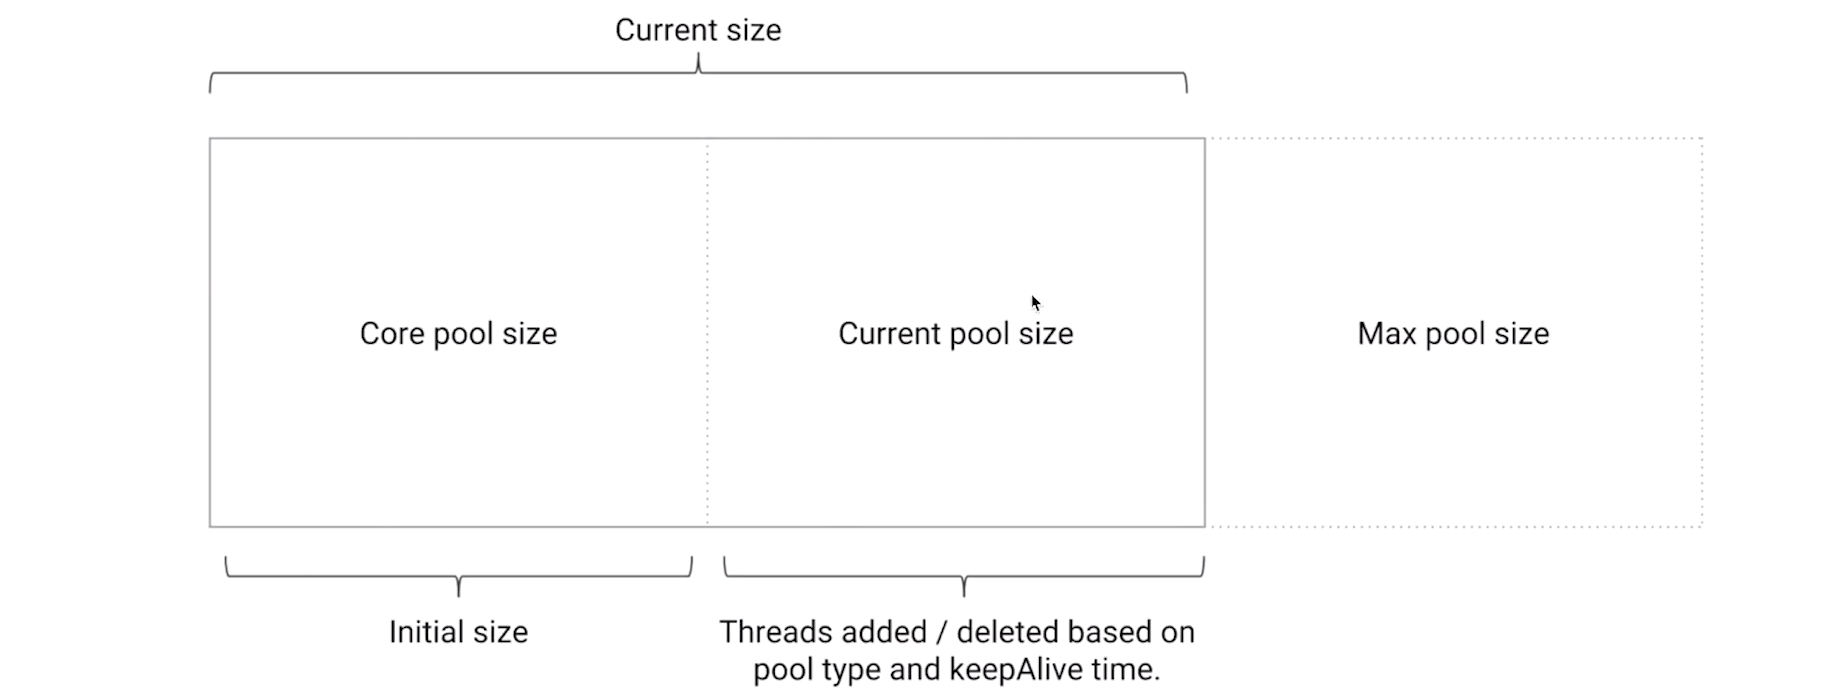 Current size
Core pool size
Current pool size
Max pool size
Initial size
Threads added / deleted based on
pool type and keepAlive time.